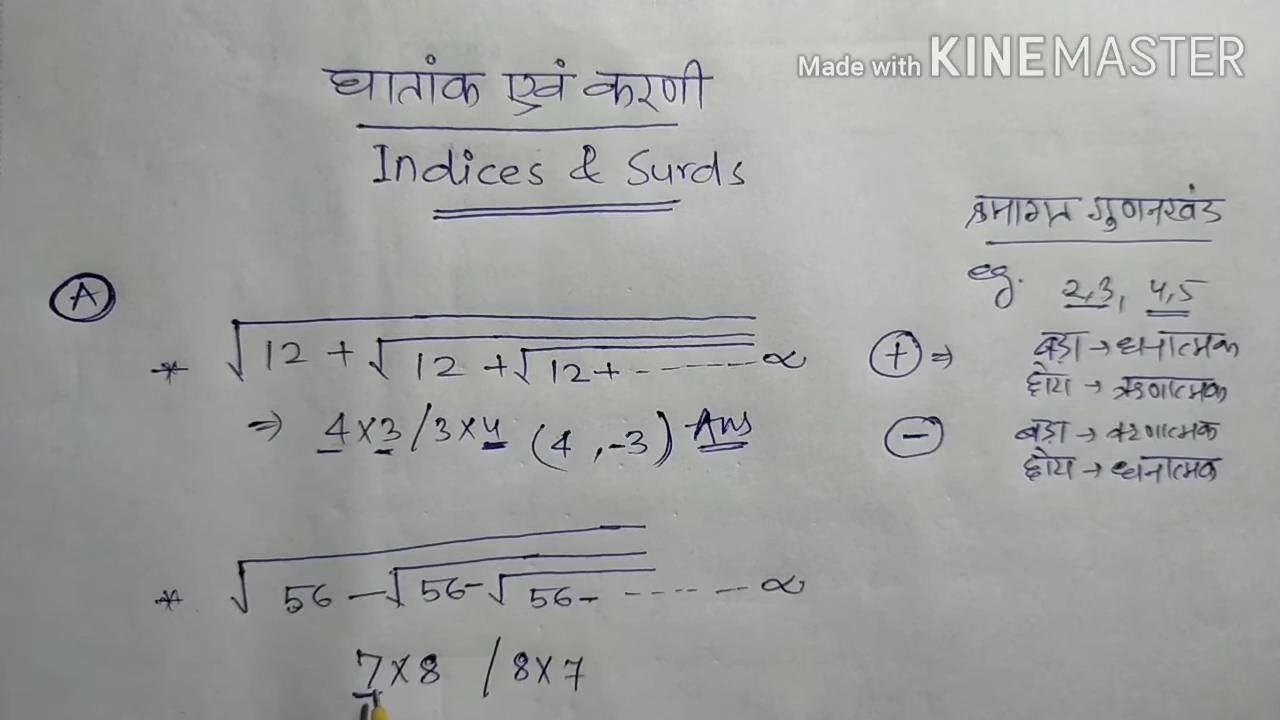 Made with KINEMASTER
घातांक एवं करणी
Indices & Surds
क्रमागत गुणनखंड
eg. 2,3, 4,5
A
* √12 + √12 + √12 + ------ ∝
⊕ ⇒ बड़ा → धनात्मक
छोटा → ऋणात्मक
⇒ 4×3 / 3×4 (4, -3) Ans
⊖ बड़ा → ऋणात्मक
छोटा → धनात्मक
* √56 - √56 - √56 - ------ ∝
7×8 / 8×7